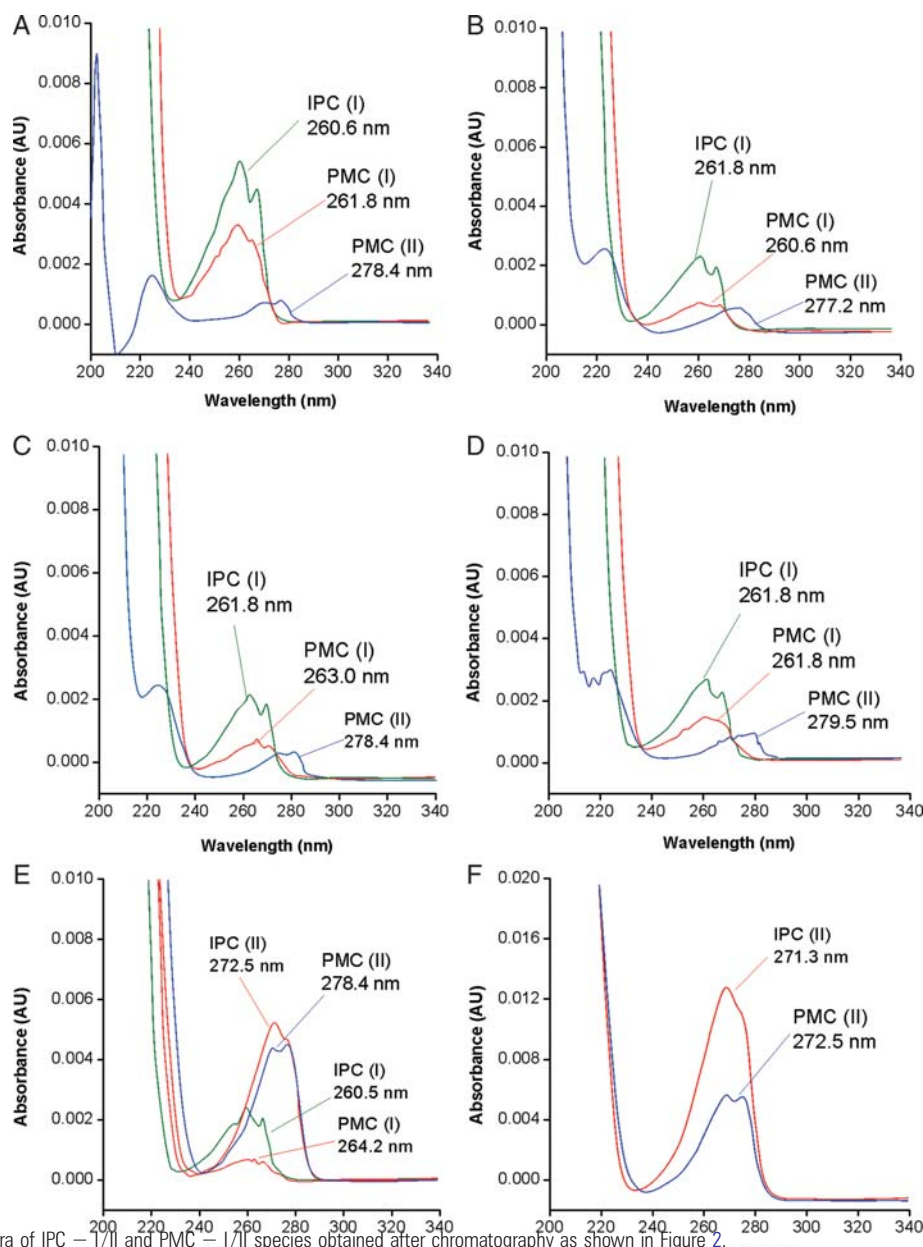 A
0.010
0.008
0.006
0.004
0.002
0.000
Absorbance (AU)
IPC (I)
260.6 nm
PMC (I)
261.8 nm
PMC (II)
278.4 nm
200 220 240 260 280 300 320 340
Wavelength (nm)
B
0.010
0.008
0.006
0.004
0.002
0.000
Absorbance (AU)
IPC (I)
261.8 nm
PMC (I)
260.6 nm
PMC (II)
277.2 nm
200 220 240 260 280 300 320 340
Wavelength (nm)
C
0.010
0.008
0.006
0.004
0.002
0.000
Absorbance (AU)
IPC (I)
261.8 nm
PMC (I)
263.0 nm
PMC (II)
278.4 nm
200 220 240 260 280 300 320 340
Wavelength (nm)
D
0.010
0.008
0.006
0.004
0.002
0.000
Absorbance (AU)
IPC (I)
261.8 nm
PMC (I)
261.8 nm
PMC (II)
279.5 nm
200 220 240 260 280 300 320 340
Wavelength (nm)
E
0.010
0.008
0.006
0.004
0.002
0.000
Absorbance (AU)
IPC (II)
272.5 nm
PMC (II)
278.4 nm
IPC (I)
260.5 nm
PMC (I)
264.2 nm
200 220 240 260 280 300 320 340
F
0.020
0.016
0.012
0.008
0.004
0.000
Absorbance (AU)
IPC (II)
271.3 nm
PMC (II)
272.5 nm
200 220 240 260 280 300 320 340
of IPC – I/II and PMC – I/II species obtained after chromatography as shown in Figure 2.